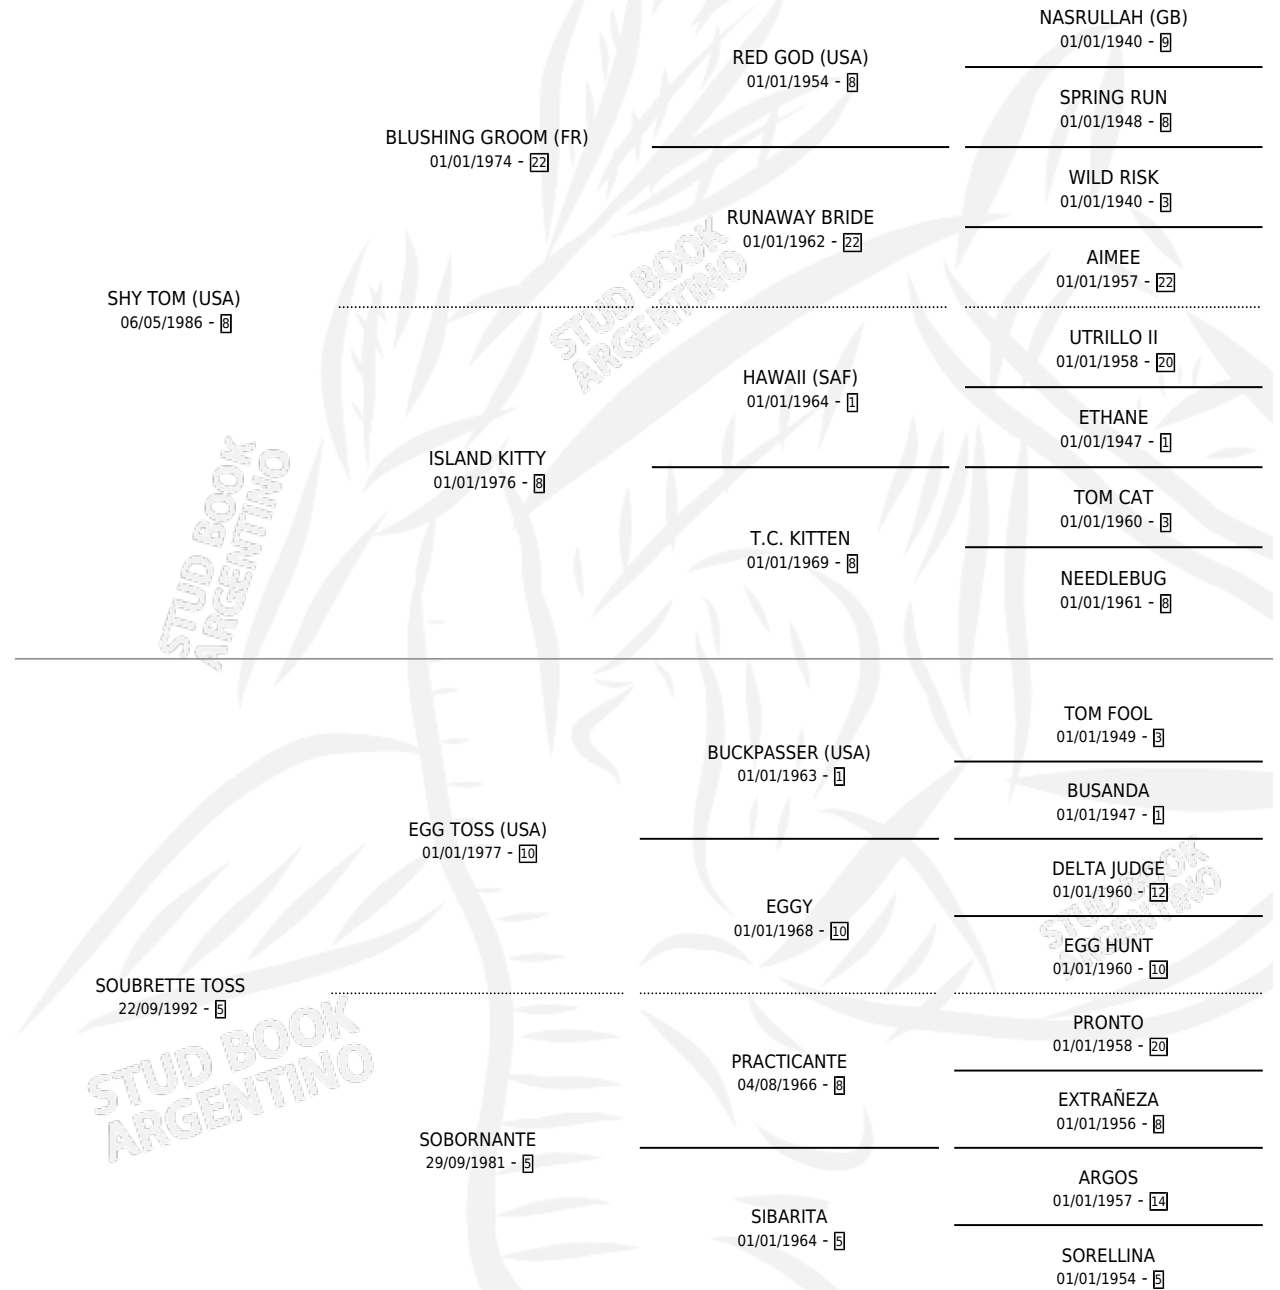 NASRULLAH (GB)
01/01/1940 - 9
RED GOD (USA)
01/01/1954 - 8
SPRING RUN
01/01/1948 - 8
BLUSHING GROOM (FR)
01/01/1974 - 22
WILD RISK
01/01/1940 - 3
RUNAWAY BRIDE
01/01/1962 - 22
AIMEE
01/01/1957 - 22
SHY TOM (USA)
06/05/1986 - 8
UTRILLO II
01/01/1958 - 20
HAWAII (SAF)
01/01/1964 - 1
ETHANE
01/01/1947 - 1
ISLAND KITTY
01/01/1976 - 8
TOM CAT
01/01/1960 - 3
T.C. KITTEN
01/01/1969 - 8
NEEDLEBUG
01/01/1961 - 8
TOM FOOL
01/01/1949 - 3
BUCKPASSER (USA)
01/01/1963 - 1
BUSANDA
01/01/1947 - 1
EGG TOSS (USA)
01/01/1977 - 10
DELTA JUDGE
01/01/1960 - 12
EGGY
01/01/1968 - 10
EGG HUNT
01/01/1960 - 10
SOUBRETTE TOSS
22/09/1992 - 5
PRONTO
01/01/1958 - 20
PRACTICANTE
04/08/1966 - 8
EXTRAÑEZA
01/01/1956 - 8
SOBORNANTE
29/09/1981 - 5
ARGOS
01/01/1957 - 14
SIBARITA
01/01/1964 - 5
SORELLINA
01/01/1954 - 5
STUD BOOK
ARGENTINO
STUD BOOK
ARGENTINO
STUD BOOK
ARGENTINO
STUD BOOK
ARGENTINO